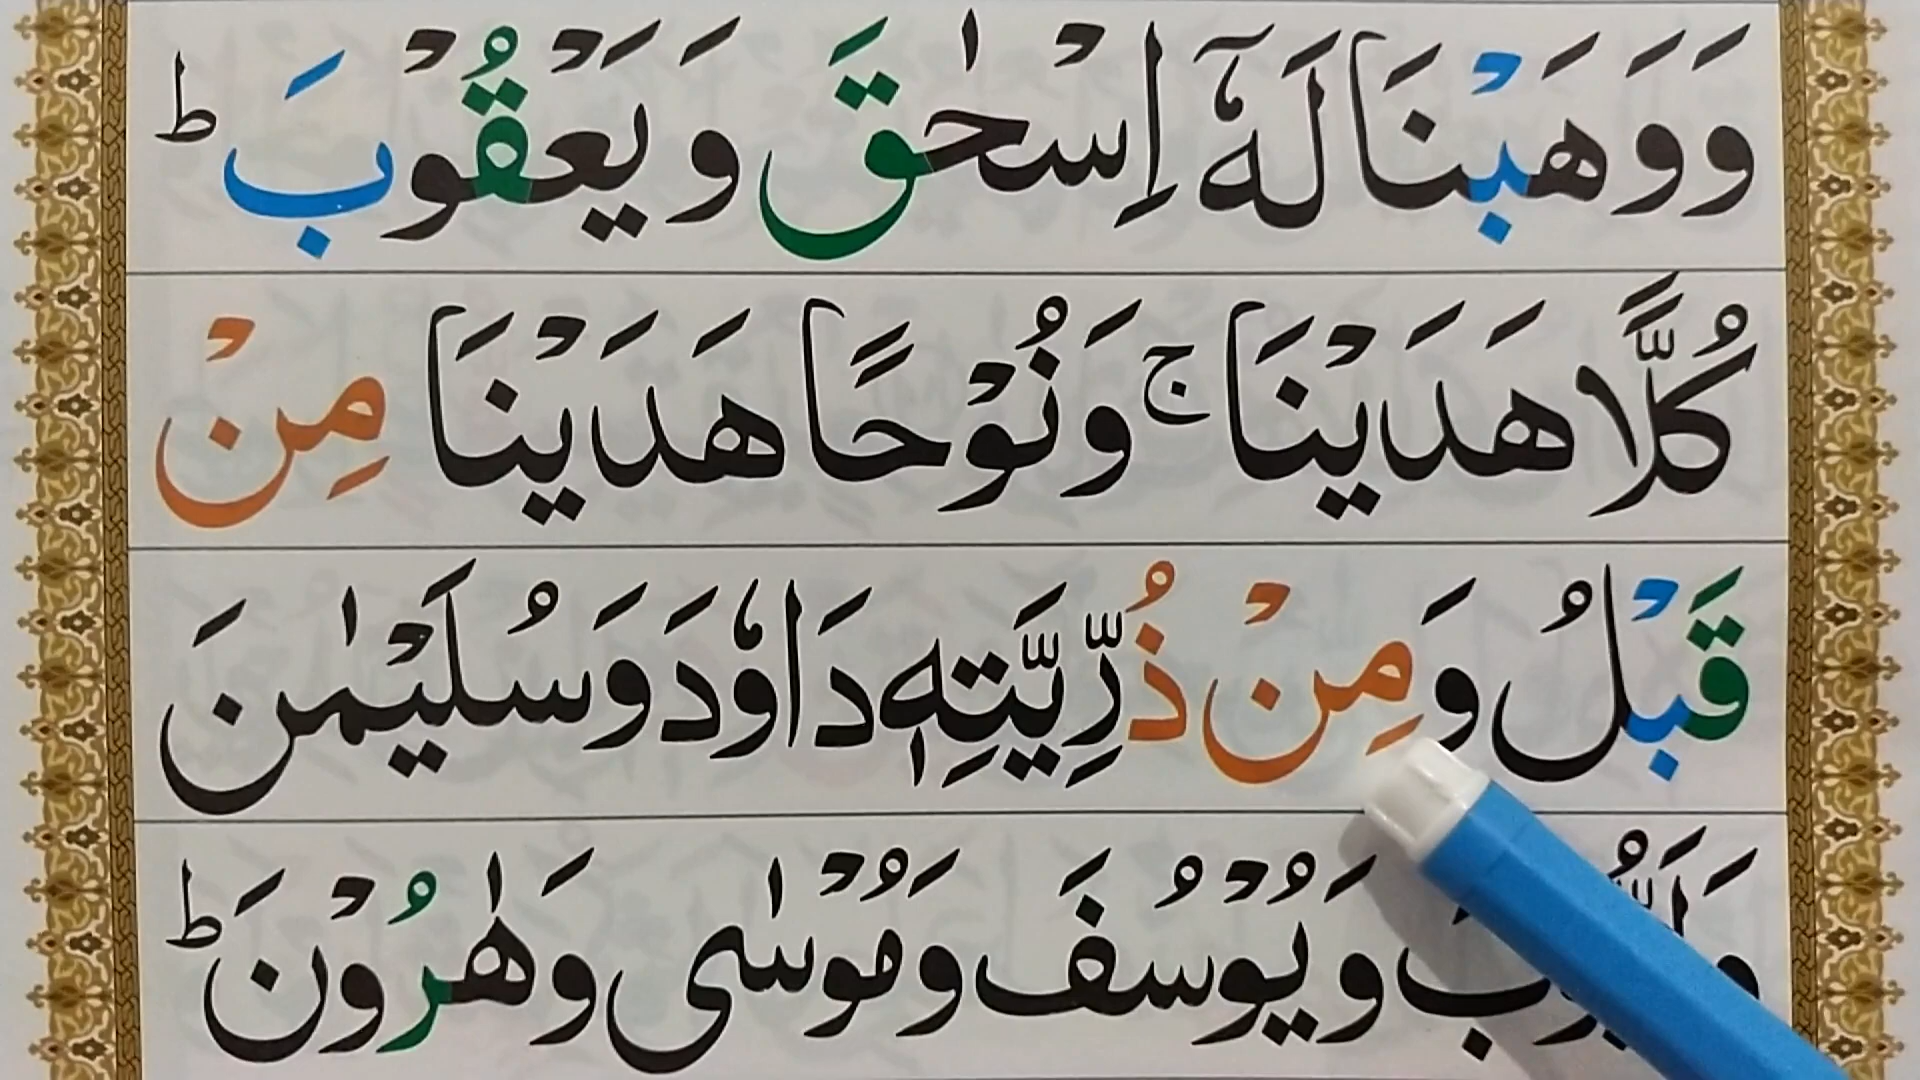 وَوَهَبْنَا لَهٗۤ اِسْحٰقَ وَيَعْقُوْبَ ؕ
كُلًّا هَدَيْنَا ۚ وَنُوْحًا هَدَيْنَا مِنْ
قَبْلُ وَمِنْ ذُرِّيَّتِهٖ دَاوٗدَ وَسُلَيْمٰنَ
وَيُوْسُفَ وَمُوْسٰى وَهٰرُوْنَ ؕ